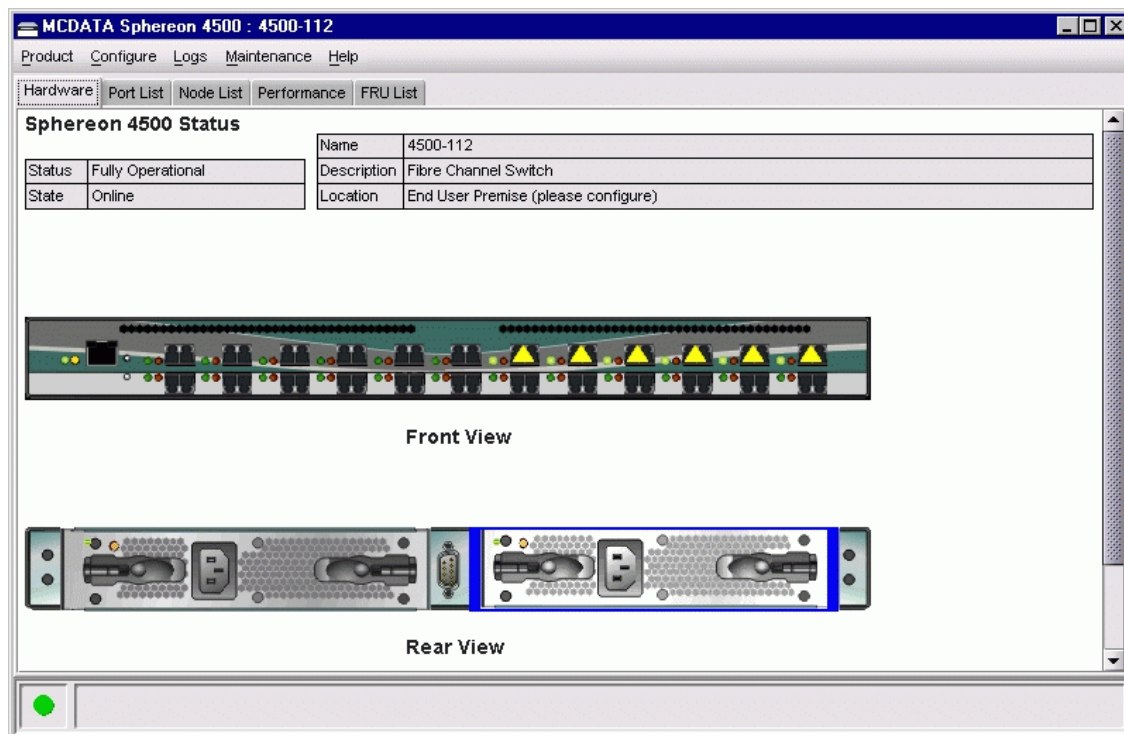 MCDATA Sphereon 4500 : 4500-112
Product Configure Logs Maintenance Help
Hardware Port List Node List Performance FRU List
Sphereon 4500 Status
Name 4500-112
Status Fully Operational Description Fibre Channel Switch
State Online Location End User Premise (please configure)
Front View
Rear View